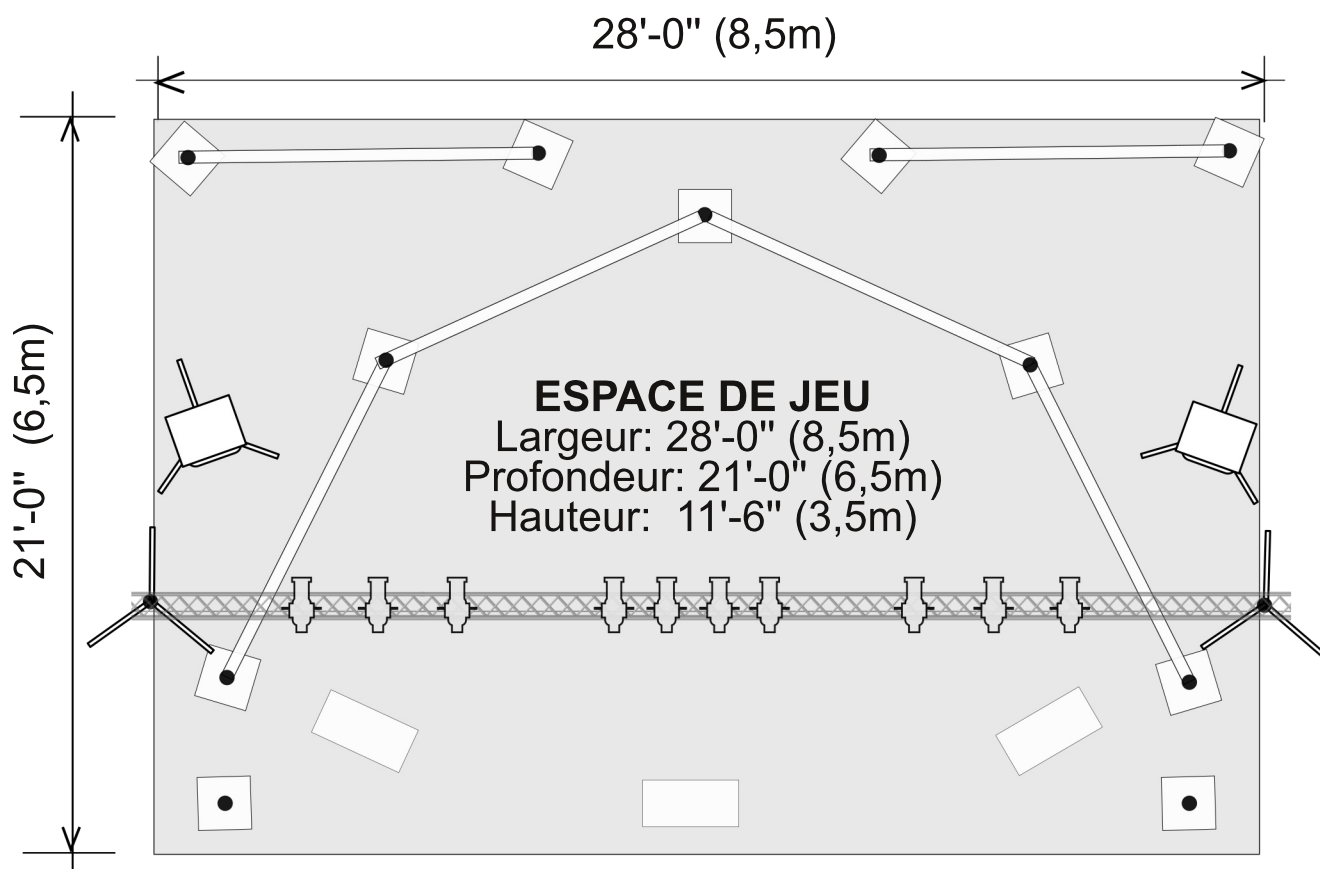 28'-0" (8,5m)
21'-0" (6,5m)
ESPACE DE JEU
Largeur: 28'-0" (8,5m)
Profondeur: 21'-0" (6,5m)
Hauteur: 11'-6" (3,5m)